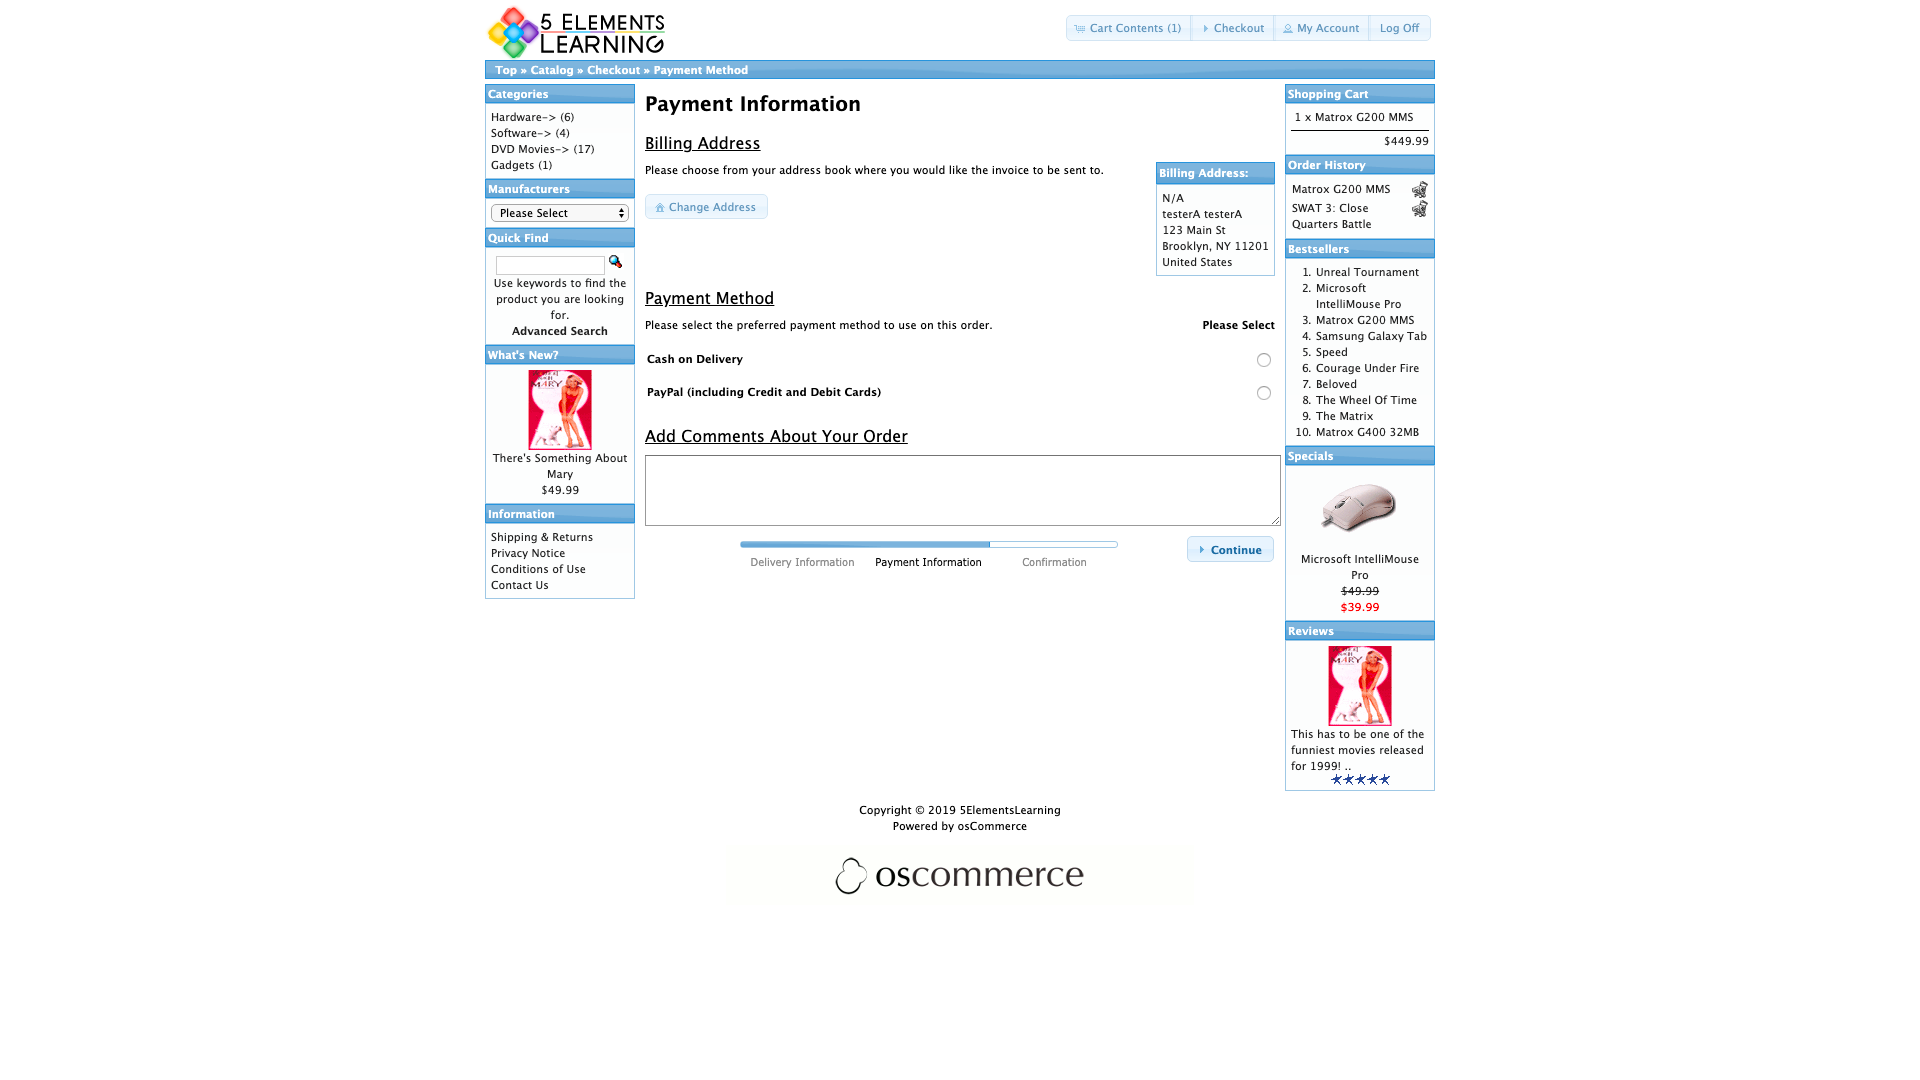 5 ELEMENTS
LEARNING
Cart Contents (1)
Checkout
My Account
Log Off
Top » Catalog » Checkout » Payment Method
Categories
Hardware-> (6)
Software-> (4)
DVD Movies-> (17)
Gadgets (1)
Manufacturers
Please Select
Quick Find
Use keywords to find the
product you are looking
for.
Advanced Search
What's New?
MARY
There's Something About
Mary
$49.99
Information
Shipping & Returns
Privacy Notice
Conditions of Use
Contact Us
Payment Information
Billing Address
Please choose from your address book where you would like the invoice to be sent to.
Change Address
Billing Address:
N/A
testerA testerA
123 Main St
Brooklyn, NY 11201
United States
Payment Method
Please select the preferred payment method to use on this order.
Please Select
Cash on Delivery
PayPal (including Credit and Debit Cards)
Add Comments About Your Order
Delivery Information
Payment Information
Confirmation
Continue
Shopping Cart
1 x Matrox G200 MMS
$449.99
Order History
Matrox G200 MMS
SWAT 3: Close
Quarters Battle
Bestsellers
1. Unreal Tournament
2. Microsoft
IntelliMouse Pro
3. Matrox G200 MMS
4. Samsung Galaxy Tab
5. Speed
6. Courage Under Fire
7. Beloved
8. The Wheel Of Time
9. The Matrix
10. Matrox G400 32MB
Specials
Microsoft IntelliMouse
Pro
$49.99
$39.99
Reviews
MARY
This has to be one of the
funniest movies released
for 1999! ..
Copyright © 2019 5ElementsLearning
Powered by osCommerce
oscommerce